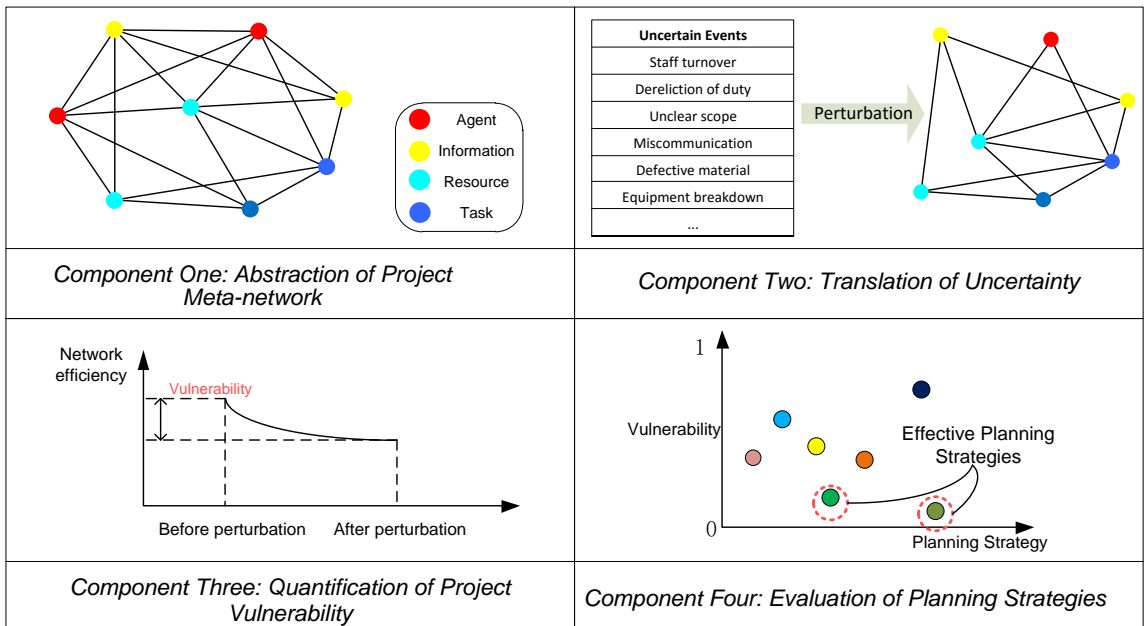 Agent
Information
Resource
Task
Uncertain Events
Staff turnover
Dereliction of duty
Unclear scope
Miscommunication
Defective material
Equipment breakdown
...
Perturbation
Component One: Abstraction of Project
Meta-network
Component Two: Translation of Uncertainty
Network
efficiency
Vulnerability
Before perturbation
After perturbation
1
Vulnerability
Effective Planning
Strategies
0
Planning Strategy
Component Three: Quantification of Project
Vulnerability
Component Four: Evaluation of Planning Strategies